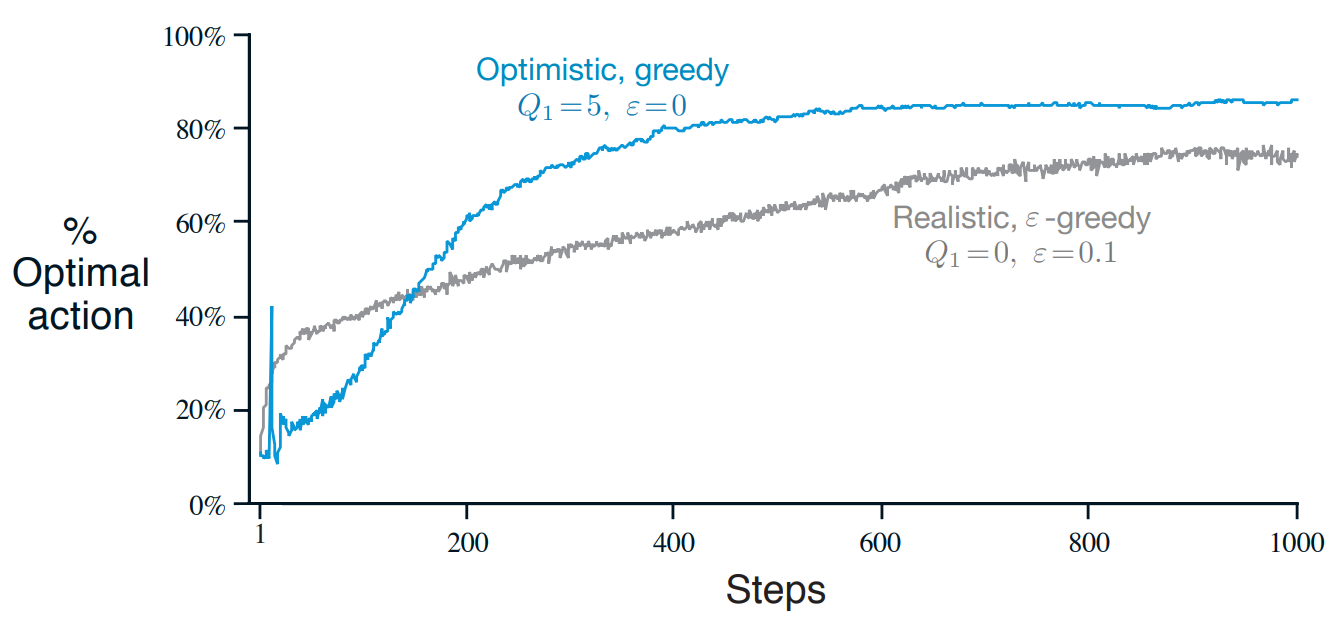 100%
80%
60%
40%
20%
0%
%
Optimal
action
Optimistic, greedy
Q₁=5, ε=0
Realistic, ε-greedy
Q₁=0, ε=0.1
1
200
400
600
800
1000
Steps